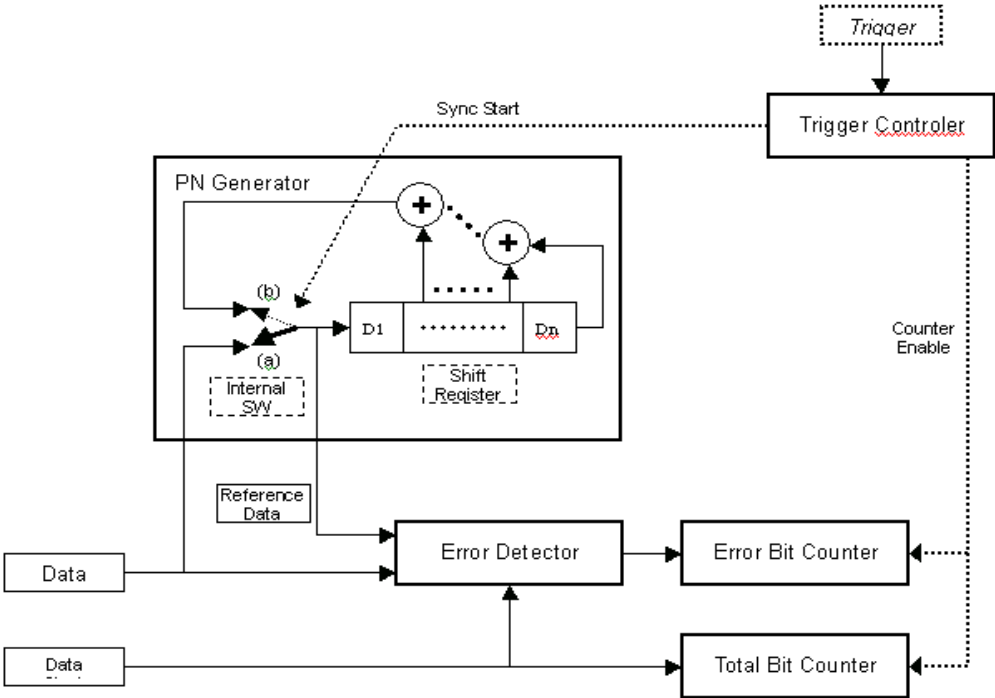 Trigger
Sync Start
Trigger Controler
PN Generator
+
+
(b)
D1
Dn
(a)
Internal
SW
Shift
Register
Counter
Enable
Reference
Data
Error Detector
Error Bit Counter
Data
Data
Total Bit Counter